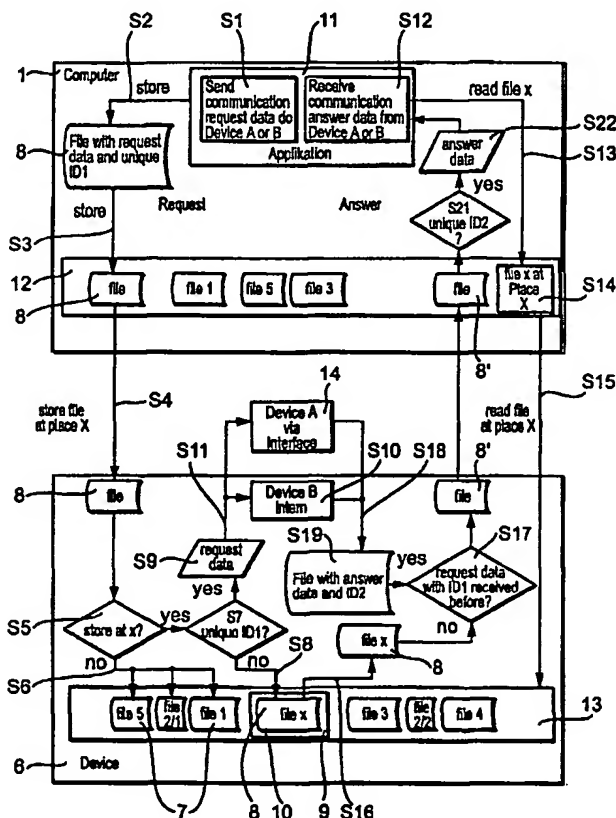 S2
S1
11
S12
1
Computer
store
Send
communication
request data do
Device A or B
Receive
communication
answer data from
Device A or B
Applikation
read file x
S22
8
File with request
data and unique
ID1
answer
data
S13
store
Request
Answer
yes
S21
unique ID2
?
S3
12
8
file
file 1
file 5
file 3
file
file x at
Place
X
S14
8'
S15
store file
at place X
S4
14
Device A
via
Interface
read file
at place X
8
file
S11
S10
Device B
Intern
S18
8'
file
S9
request
data
S19
File with answer
data and ID2
yes
S17
request data
with ID1 received
before?
S5
store at x?
yes
yes
S7
unique ID1?
S8
no
S6
no
file x
8
no
file 5
file
2/1
file 1
file x
file 3
file
2/2
file 4
13
6
Device
7
8
10
9
S16